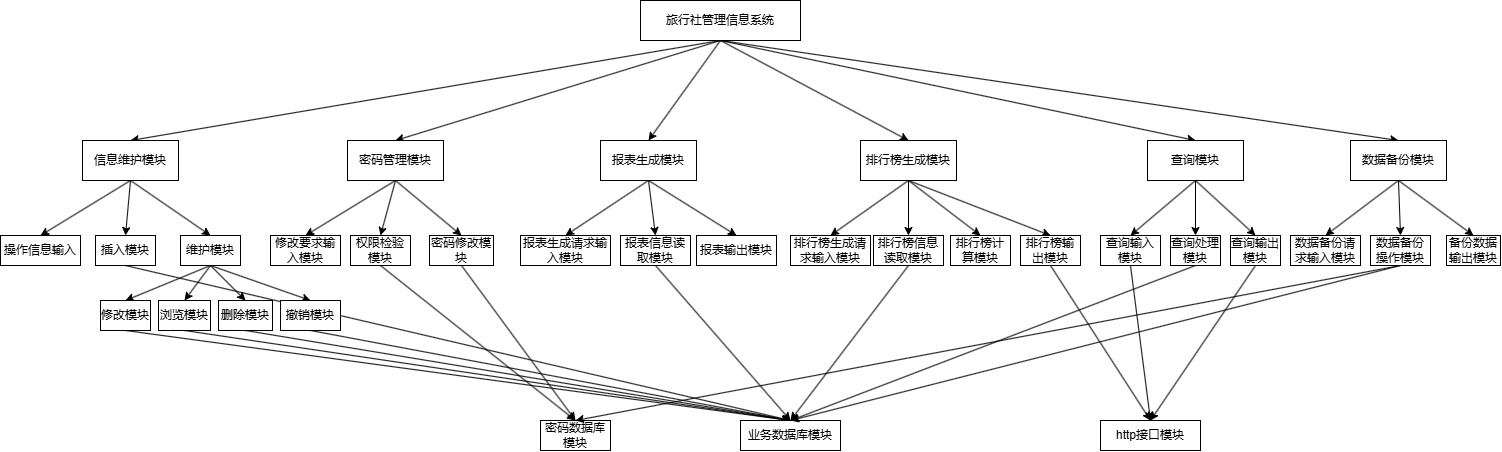 旅行社管理信息系统
信息维护模块
密码管理模块
报表生成模块
排行榜生成模块
查询模块
数据备份模块
操作信息输入
插入模块
维护模块
修改要求输
入模块
权限检验
模块
密码修改模
块
报表生成请求输
入模块
报表信息读
取模块
报表输出模块
排行榜生成请
求输入模块
排行榜信息
读取模块
排行榜计
算模块
排行榜输
出模块
查询输入
模块
查询处理
模块
查询输出
模块
数据备份请
求输入模块
数据备份
操作模块
备份数据
输出模块
修改模块
浏览模块
删除模块
撤销模块
密码数据库
模块
业务数据库模块
http接口模块